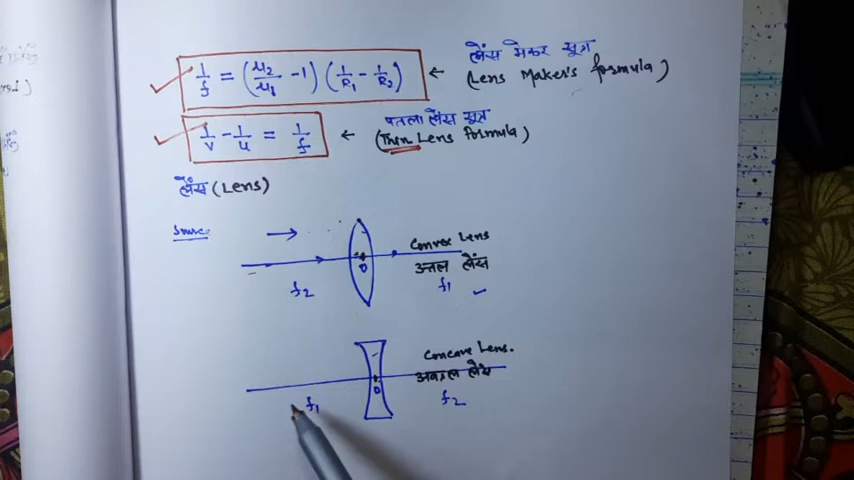 1/f = (μ2/μ1 - 1) (1/R1 - 1/R2) ← लेंस मेकर सूत्र
(Lens Maker's formula)
1/v - 1/u = 1/f ← पतला लेंस सूत्र
(Thin Lens formula)
लेंस (Lens)
Source →
Convex Lens
O
उत्तल लेंस
f2
f1
Concave Lens.
अवतल लेंस
O
f1
f2